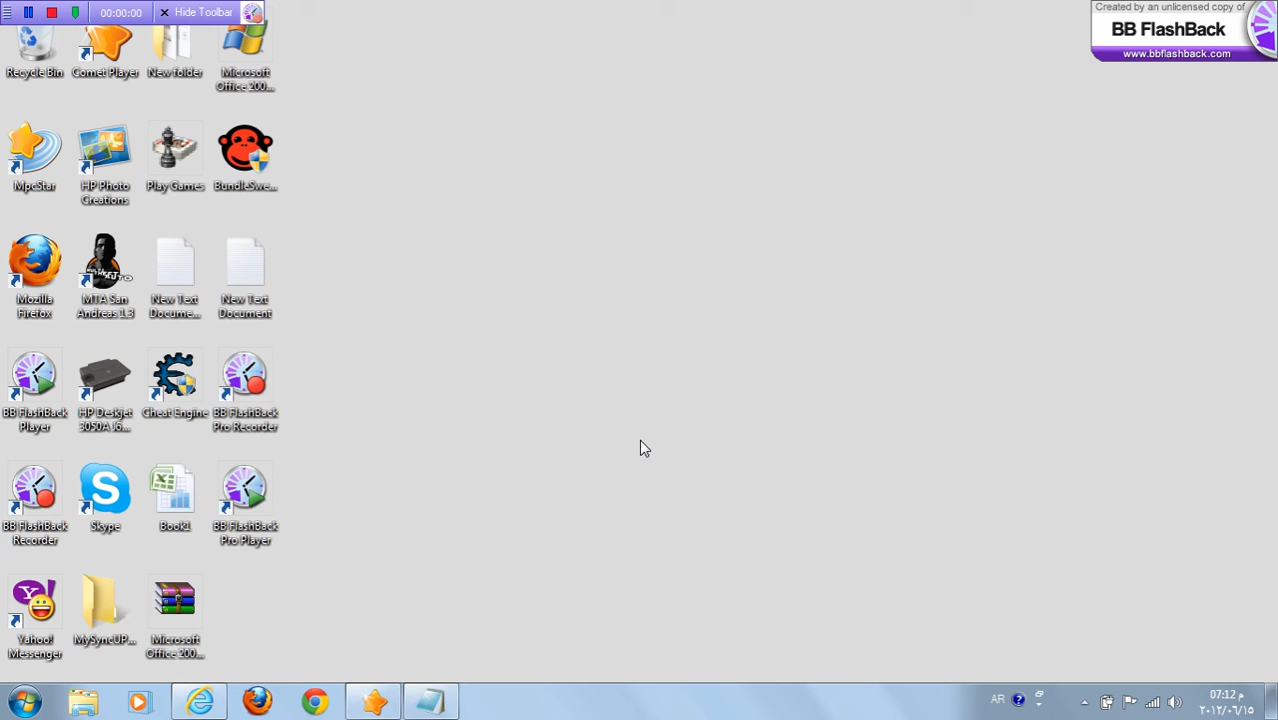 00:00:00
Hide Toolbar
Created by an unlicensed copy of
BB FlashBack
www.bbflashback.com
Recycle Bin
Comet Player
New folder
Microsoft
Office 200...
MpcStar
HP Photo
Creations
Play Games
BundleSwe...
Mozilla
Firefox
MTA San
Andreas 1.3
New Text
Docume...
New Text
Document
BB FlashBack
Player
HP Deskjet
3050A J6...
Cheat Engine
BB FlashBack
Pro Recorder
BB FlashBack
Recorder
Skype
Book1
BB FlashBack
Pro Player
Yahoo!
Messenger
MySyncUP...
Microsoft
Office 200...
AR
07:12 م
٢٠١٢/٠٦/١٥